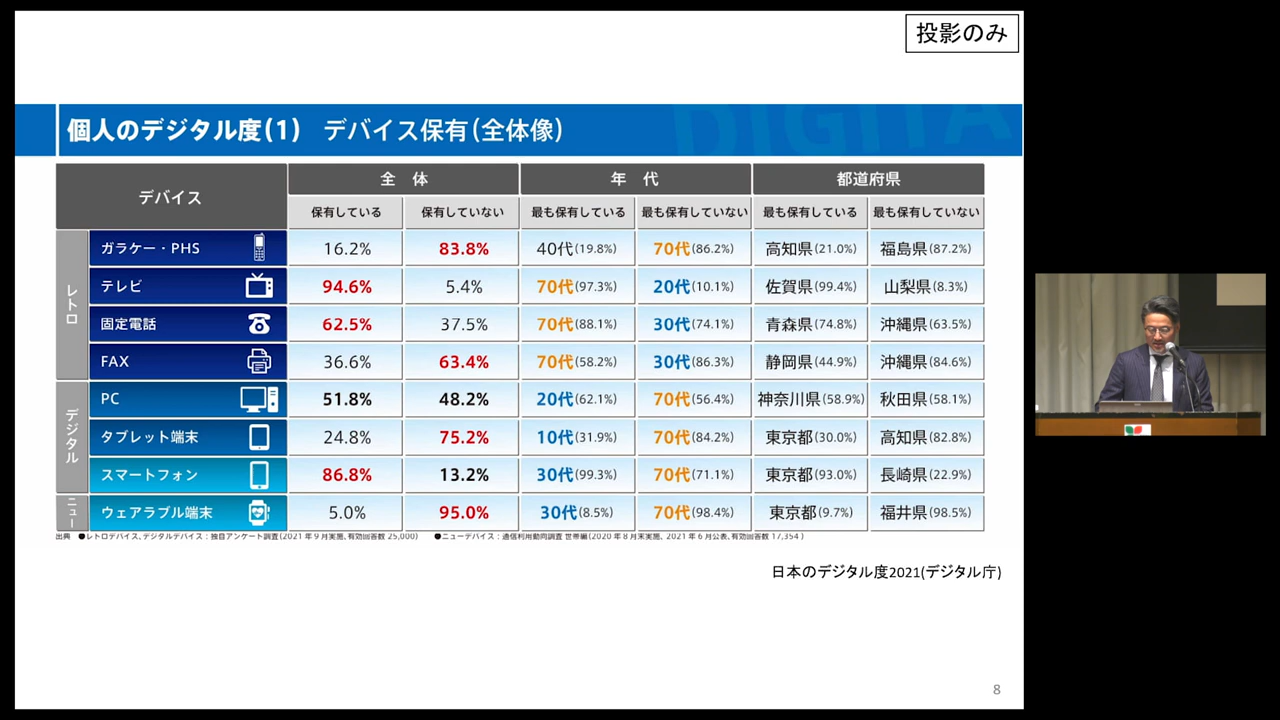 投影のみ
個人のデジタル度(1) デバイス保有(全体像)
デバイス 全 体 年 代 都道府県
保有している 保有していない 最も保有している 最も保有していない 最も保有している 最も保有していない
レトロ
ガラケー・PHS 16.2% 83.8% 40代(19.8%) 70代(86.2%) 高知県(21.0%) 福島県(87.2%)
テレビ 94.6% 5.4% 70代(97.3%) 20代(10.1%) 佐賀県(99.4%) 山梨県(8.3%)
固定電話 62.5% 37.5% 70代(88.1%) 30代(74.1%) 青森県(74.8%) 沖縄県(63.5%)
FAX 36.6% 63.4% 70代(58.2%) 30代(86.3%) 静岡県(44.9%) 沖縄県(84.6%)
デジタル
PC 51.8% 48.2% 20代(62.1%) 70代(56.4%) 神奈川県(58.9%) 秋田県(58.1%)
タブレット端末 24.8% 75.2% 10代(31.9%) 70代(84.2%) 東京都(30.0%) 高知県(82.8%)
スマートフォン 86.8% 13.2% 30代(99.3%) 70代(71.1%) 東京都(93.0%) 長崎県(22.9%)
ニュー
ウェアラブル端末 5.0% 95.0% 30代(8.5%) 70代(98.4%) 東京都(9.7%) 福井県(98.5%)
出典 ●レトロデバイス、デジタルデバイス：独自アンケート調査(2021年9月実施、有効回答数25,000) ●ニューデバイス：通信利用動向調査 世帯編(2020年8月末実施、2021年6月公表、有効回答数17,354)
日本のデジタル度2021(デジタル庁)
8